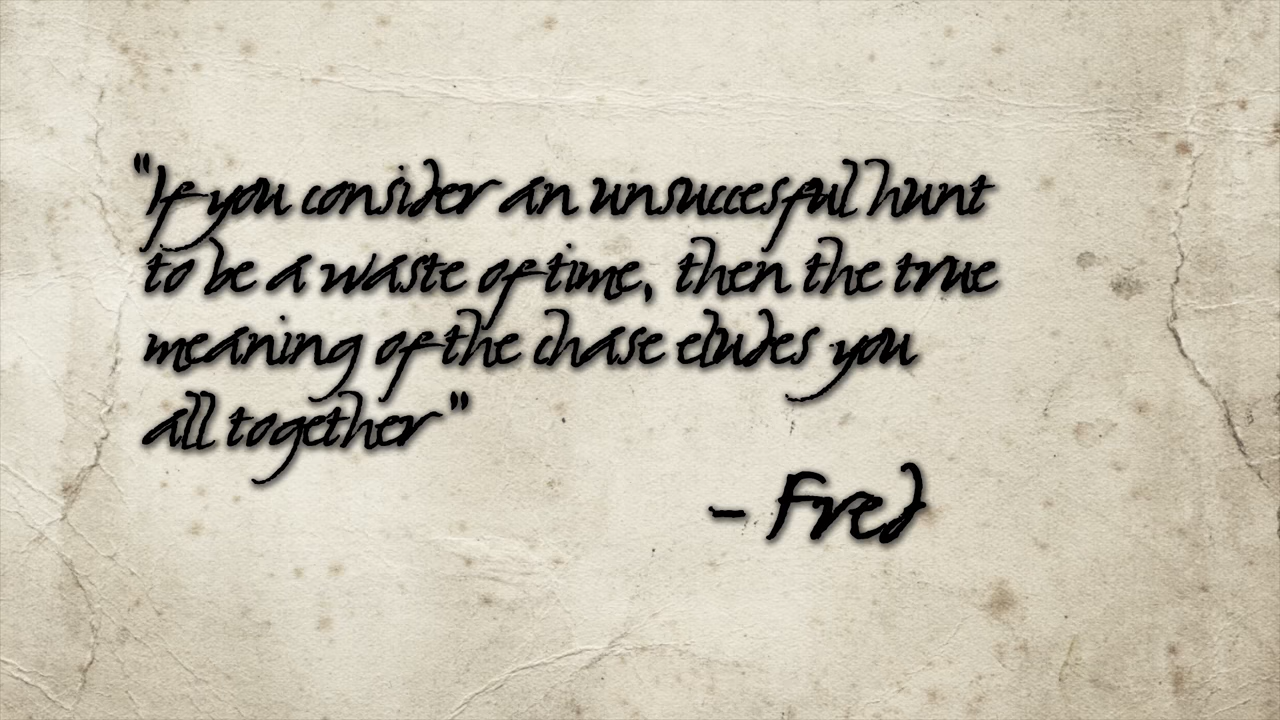 "If you consider an unsuccesful hunt
to be a waste of time, then the true
meaning of the chase eludes you
all together"
- Fred